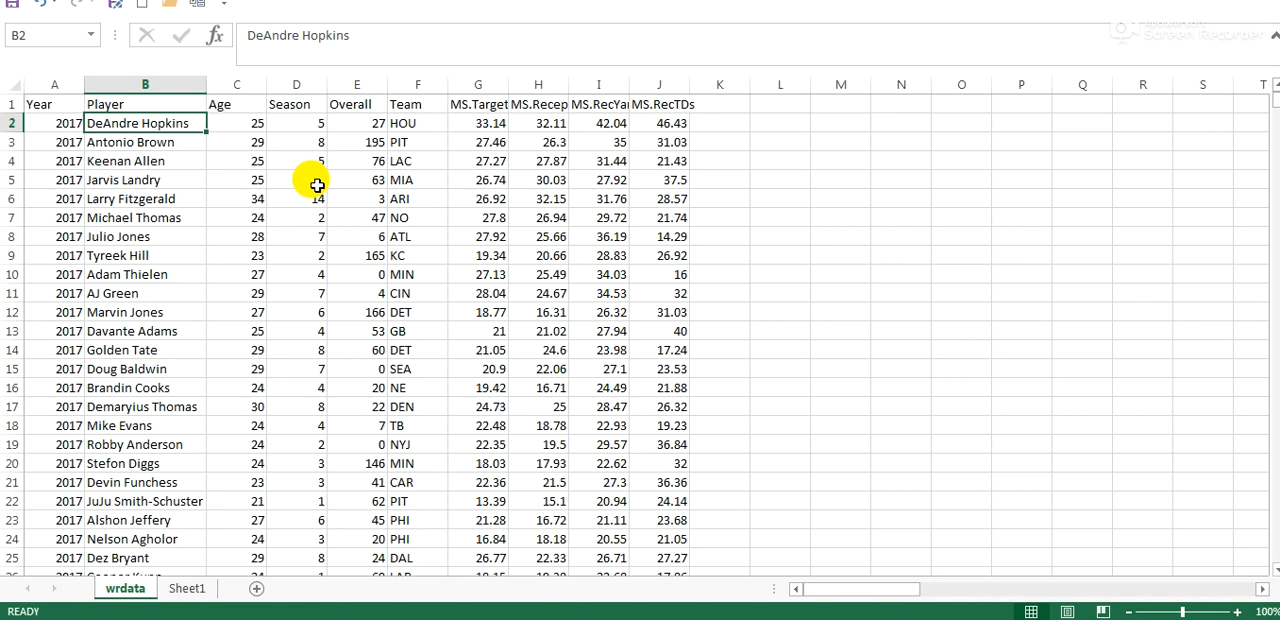 B2 DeAndre Hopkins
Screen Recorder
A B C D E F G H I J K L M N O P Q R S T
1 Year Player Age Season Overall Team MS.Target MS.Recep MS.RecYa MS.RecTDs
2 2017 DeAndre Hopkins 25 5 27 HOU 33.14 32.11 42.04 46.43
3 2017 Antonio Brown 29 8 195 PIT 27.46 26.3 35 31.03
4 2017 Keenan Allen 25 5 76 LAC 27.27 27.87 31.44 21.43
5 2017 Jarvis Landry 25 63 MIA 26.74 30.03 27.92 37.5
6 2017 Larry Fitzgerald 34 14 3 ARI 26.92 32.15 31.76 28.57
7 2017 Michael Thomas 24 2 47 NO 27.8 26.94 29.72 21.74
8 2017 Julio Jones 28 7 6 ATL 27.92 25.66 36.19 14.29
9 2017 Tyreek Hill 23 2 165 KC 19.34 20.66 28.83 26.92
10 2017 Adam Thielen 27 4 0 MIN 27.13 25.49 34.03 16
11 2017 AJ Green 29 7 4 CIN 28.04 24.67 34.53 32
12 2017 Marvin Jones 27 6 166 DET 18.77 16.31 26.32 31.03
13 2017 Davante Adams 25 4 53 GB 21 21.02 27.94 40
14 2017 Golden Tate 29 8 60 DET 21.05 24.6 23.98 17.24
15 2017 Doug Baldwin 29 7 0 SEA 20.9 22.06 27.1 23.53
16 2017 Brandin Cooks 24 4 20 NE 19.42 16.71 24.49 21.88
17 2017 Demaryius Thomas 30 8 22 DEN 24.73 25 28.47 26.32
18 2017 Mike Evans 24 4 7 TB 22.48 18.78 22.93 19.23
19 2017 Robby Anderson 24 2 0 NYJ 22.35 19.5 29.57 36.84
20 2017 Stefon Diggs 24 3 146 MIN 18.03 17.93 22.62 32
21 2017 Devin Funchess 23 3 41 CAR 22.36 21.5 27.3 36.36
22 2017 JuJu Smith-Schuster 21 1 62 PIT 13.39 15.1 20.94 24.14
23 2017 Alshon Jeffery 27 6 45 PHI 21.28 16.72 21.11 23.68
24 2017 Nelson Agholor 24 3 20 PHI 16.84 18.18 20.55 21.05
25 2017 Dez Bryant 29 8 24 DAL 26.77 22.33 26.71 27.27
wrdata Sheet1
READY 100%